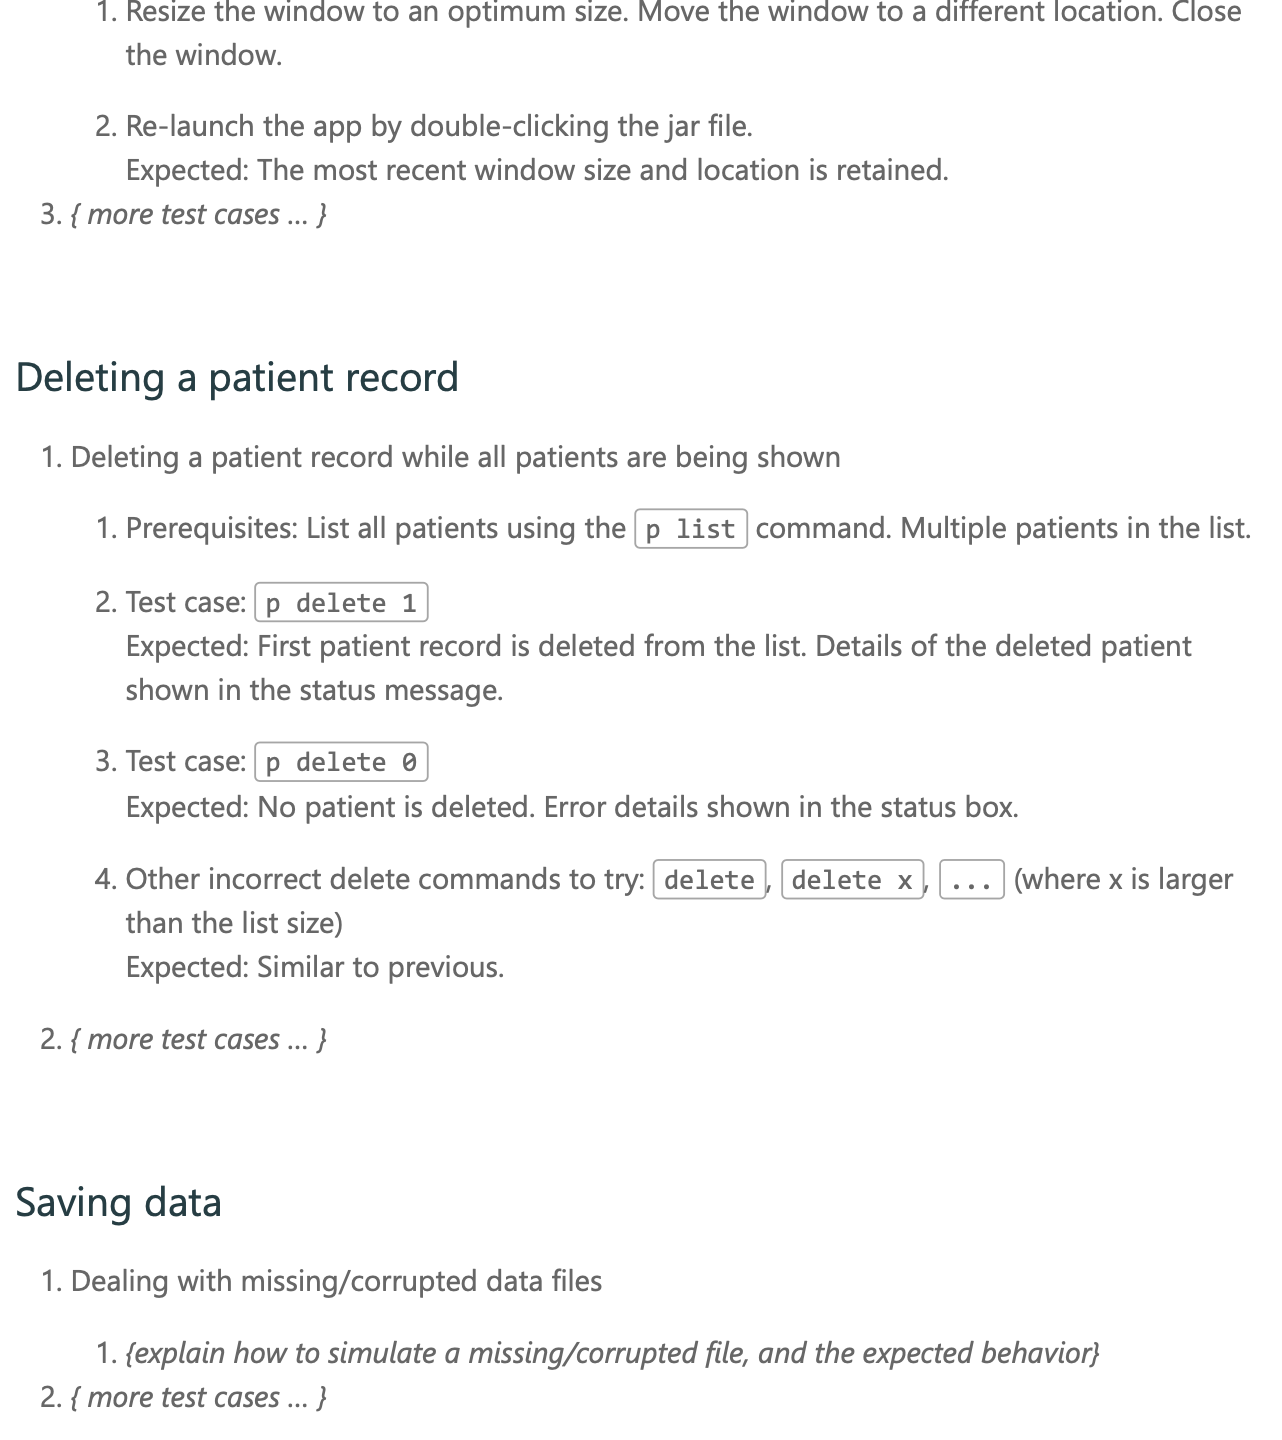 1. Resize the window to an optimum size. Move the window to a different location. Close
the window.
2. Re-launch the app by double-clicking the jar file.
Expected: The most recent window size and location is retained.
3. { more test cases … }
Deleting a patient record
1. Deleting a patient record while all patients are being shown
1. Prerequisites: List all patients using the p list command. Multiple patients in the list.
2. Test case: p delete 1
Expected: First patient record is deleted from the list. Details of the deleted patient
shown in the status message.
3. Test case: p delete 0
Expected: No patient is deleted. Error details shown in the status box.
4. Other incorrect delete commands to try: delete, delete x, ... (where x is larger
than the list size)
Expected: Similar to previous.
2. { more test cases … }
Saving data
1. Dealing with missing/corrupted data files
1. {explain how to simulate a missing/corrupted file, and the expected behavior}
2. { more test cases … }